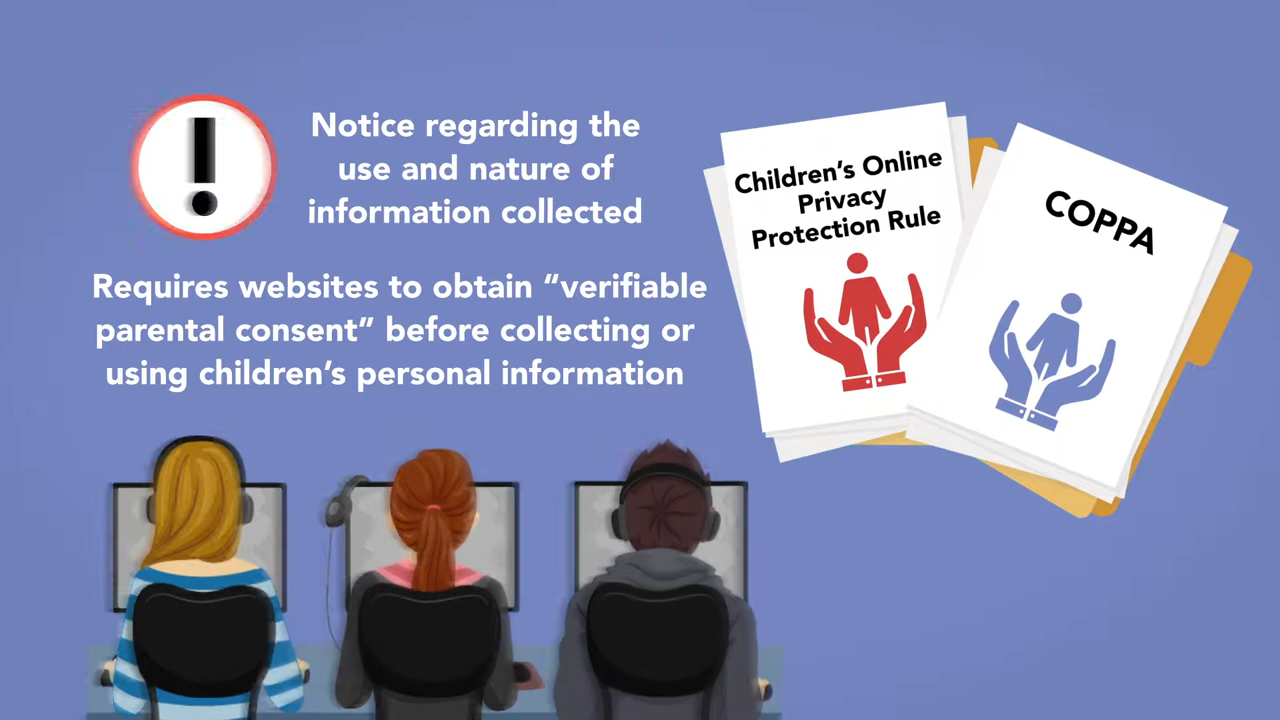 Notice regarding the
use and nature of
information collected
Requires websites to obtain “verifiable
parental consent” before collecting or
using children’s personal information
Children’s Online
Privacy
Protection Rule
COPPA